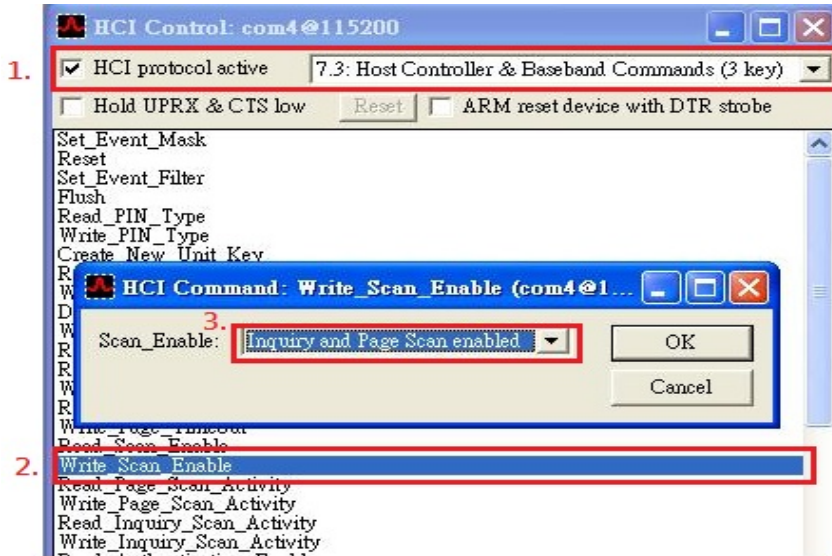 HCI Control: com4@115200
1.
HCI protocol active
7.3: Host Controller & Baseband Commands (3 key)
Hold UPRX & CTS low
Reset
ARM reset device with DTR strobe
Set_Event_Mask
Reset
Set_Event_Filter
Flush
Read_PIN_Type
Write_PIN_Type
Create_New_Unit_Key
HCI Command: Write_Scan_Enable (com4@1...
3.
Scan_Enable:
Inquiry and Page Scan enabled
OK
Cancel
Write_Page_TimeOut
Read_Scan_Enable
2.
Write_Scan_Enable
Read_Page_Scan_Activity
Write_Page_Scan_Activity
Read_Inquiry_Scan_Activity
Write_Inquiry_Scan_Activity